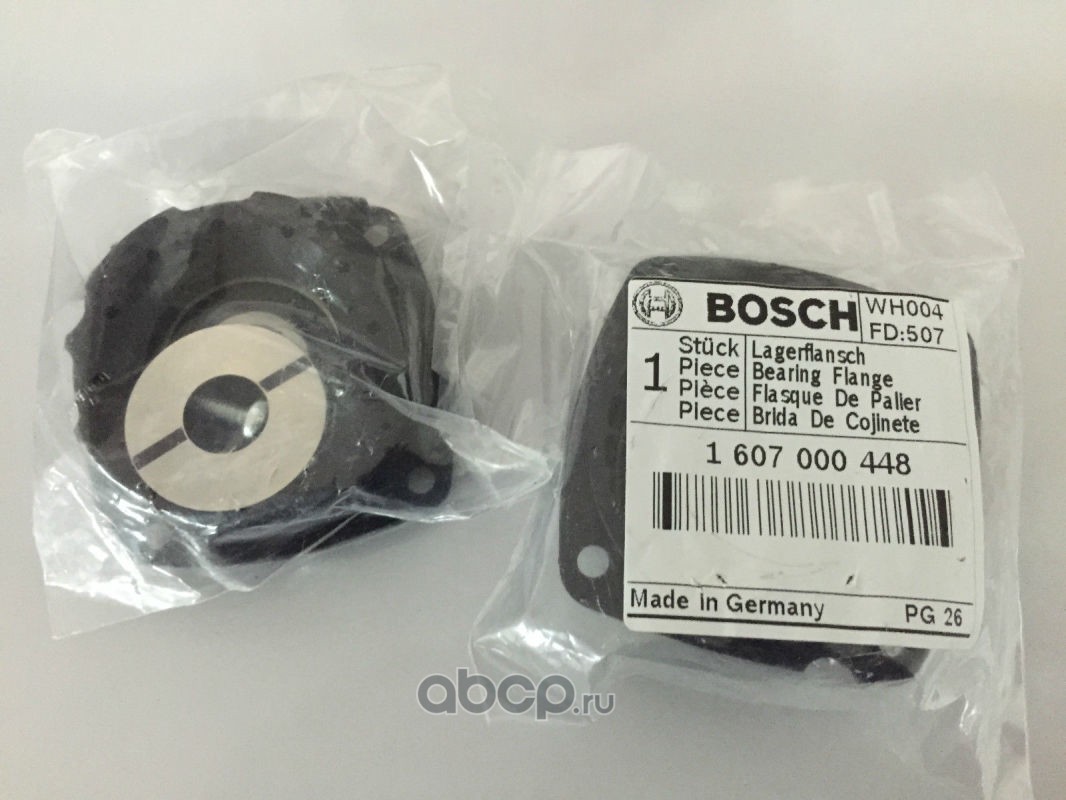 BOSCH
WH004
FD:507
1
Stück
Piece
Pièce
Piece
Lagerflansch
Bearing Flange
Flasque De Palier
Brida De Cojinete
1 607 000 448
Made in Germany
PG 26
abcp.ru